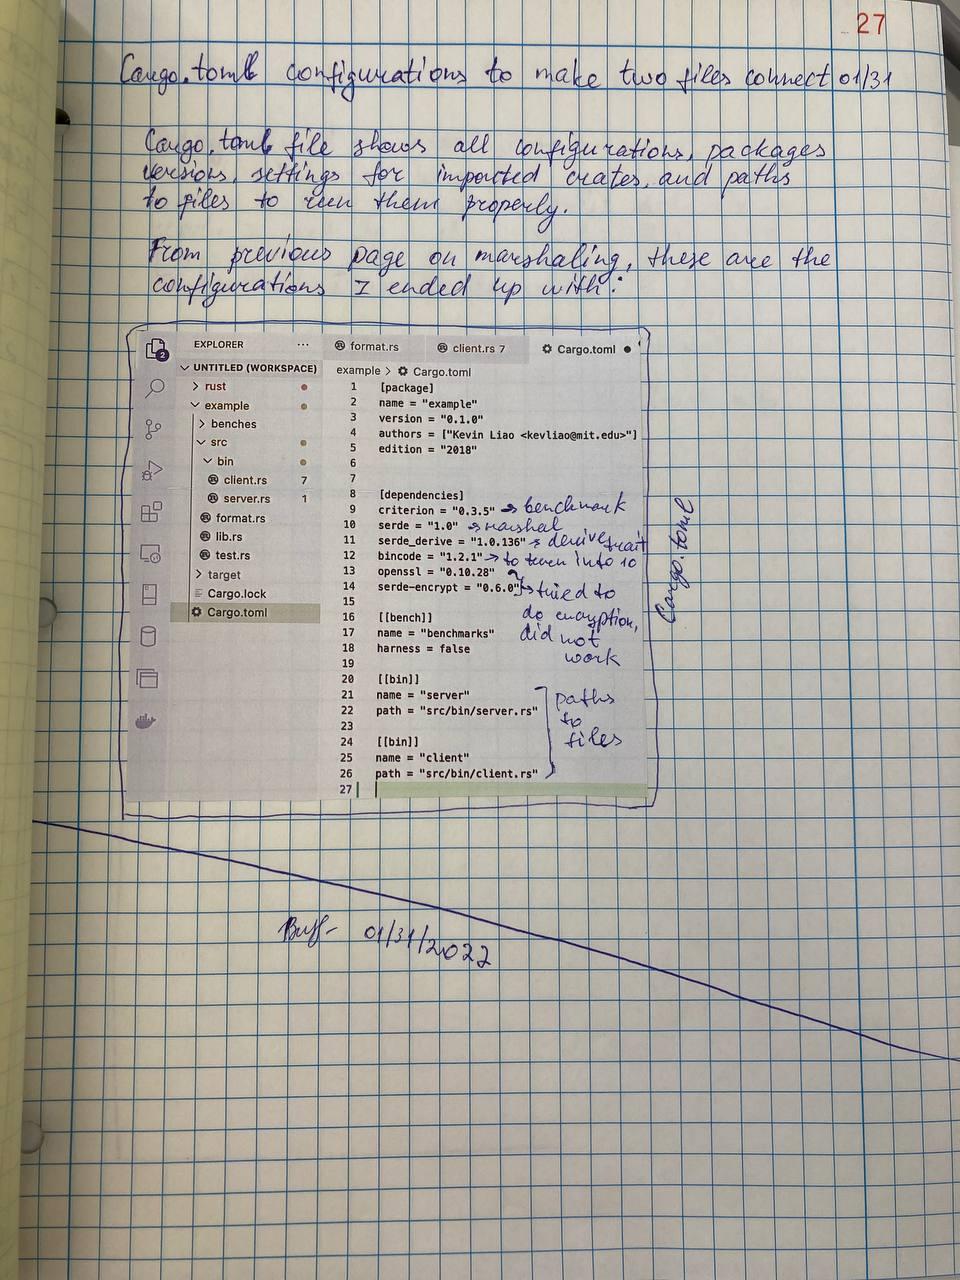 27
Cargo.toml configurations to make two files connect 01/31
Cargo.toml file shows all configurations, packages
versions, settings for imported crates, and paths
to files to run them properly.
From previous page on marshaling, these are the
configurations I ended up with:
EXPLORER ...
UNTITLED (WORKSPACE)
rust
example
benches
src
bin
client.rs 7
server.rs 1
format.rs
lib.rs
test.rs
target
Cargo.lock
Cargo.toml
2
format.rs client.rs 7 Cargo.toml
example > Cargo.toml
1 [package]
2 name = "example"
3 version = "0.1.0"
4 authors = ["Kevin Liao <kevliao@mit.edu>"]
5 edition = "2018"
6
7
8 [dependencies]
9 criterion = "0.3.5" → benchmark
10 serde = "1.0" → marshal
11 serde_derive = "1.0.136" → derive trait
12 bincode = "1.2.1" → to turn into 10
13 openssl = "0.10.28"
14 serde-encrypt = "0.6.0" → tried to
do encryption,
did not
work
15
16 [[bench]]
17 name = "benchmarks"
18 harness = false
19
20 [[bin]]
21 name = "server"
22 path = "src/bin/server.rs"
23
24 [[bin]]
25 name = "client"
26 path = "src/bin/client.rs"
27
paths
to
files
Cargo.toml
01/31/2022